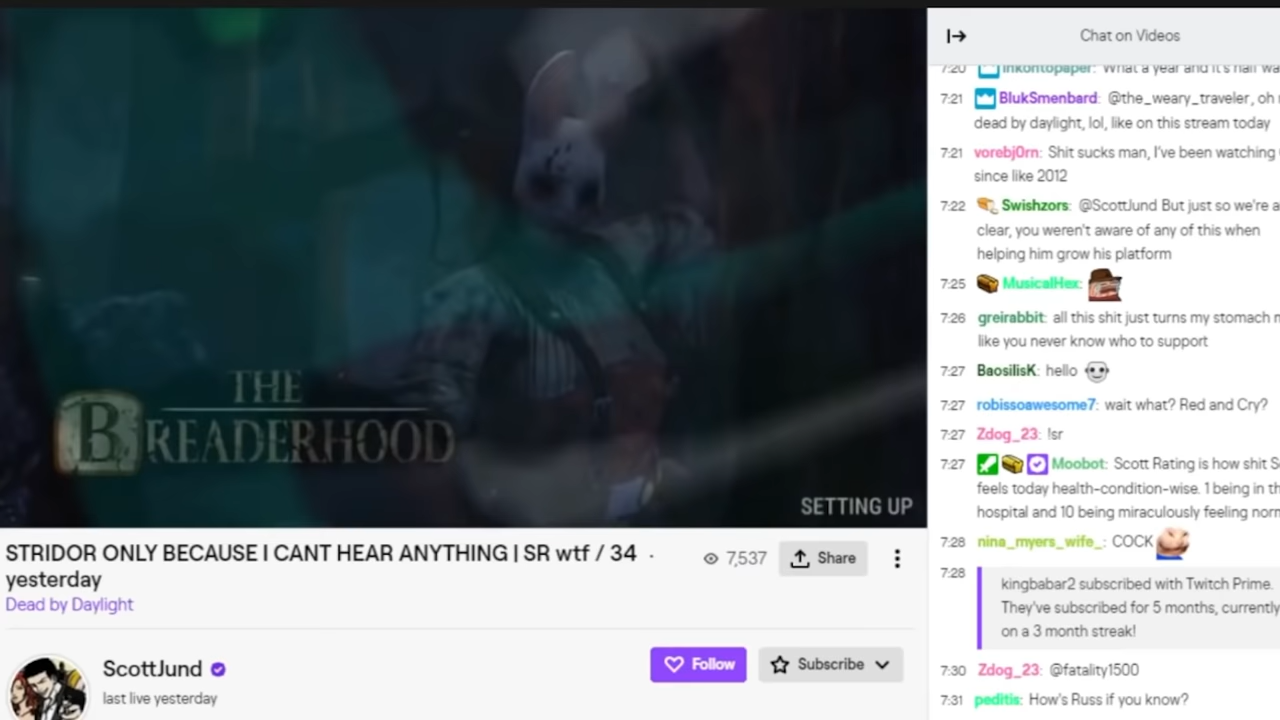 THE
BREADERHOOD
SETTING UP
STRIDOR ONLY BECAUSE I CANT HEAR ANYTHING | SR wtf / 34 ·
yesterday
Dead by Daylight
7,537
Share
ScottJund
last live yesterday
Follow
Subscribe
Chat on Videos
7:20 Inkontopaper: What a year and it's half
7:21 BlukSmenbard: @the_weary_traveler, oh
dead by daylight, lol, like on this stream today
7:21 vorebj0rn: Shit sucks man, I've been watching
since like 2012
7:22 Swishzors: @ScottJund But just so we're
clear, you weren't aware of any of this when
helping him grow his platform
7:25 MusicalHex:
7:26 greirabbit: all this shit just turns my stomach
like you never know who to support
7:27 BaosilisK: hello
7:27 robissoawesome7: wait what? Red and Cry?
7:27 Zdog_23: !sr
7:27 Moobot: Scott Rating is how shit
feels today health-condition-wise. 1 being in
hospital and 10 being miraculously feeling
7:28 nina_myers_wife_: COCK
7:28 kingbabar2 subscribed with Twitch Prime.
They've subscribed for 5 months, currently
on a 3 month streak!
7:30 Zdog_23: @fatality1500
7:31 peditis: How's Russ if you know?